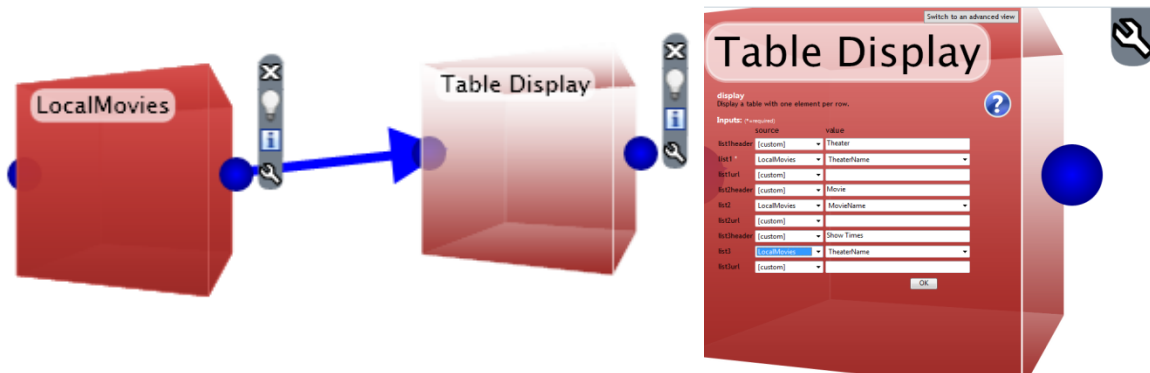 LocalMovies
Table Display
Switch to an advanced view
Table Display
display
Display a table with one element per row.
Inputs: (*=required)
source value
list1header [custom] Theater
list1 * LocalMovies TheaterName
list1url [custom]
list2header [custom] Movie
list2 LocalMovies MovieName
list2url [custom]
list3header [custom] Show Times
list3 LocalMovies TheaterName
list3url [custom]
OK